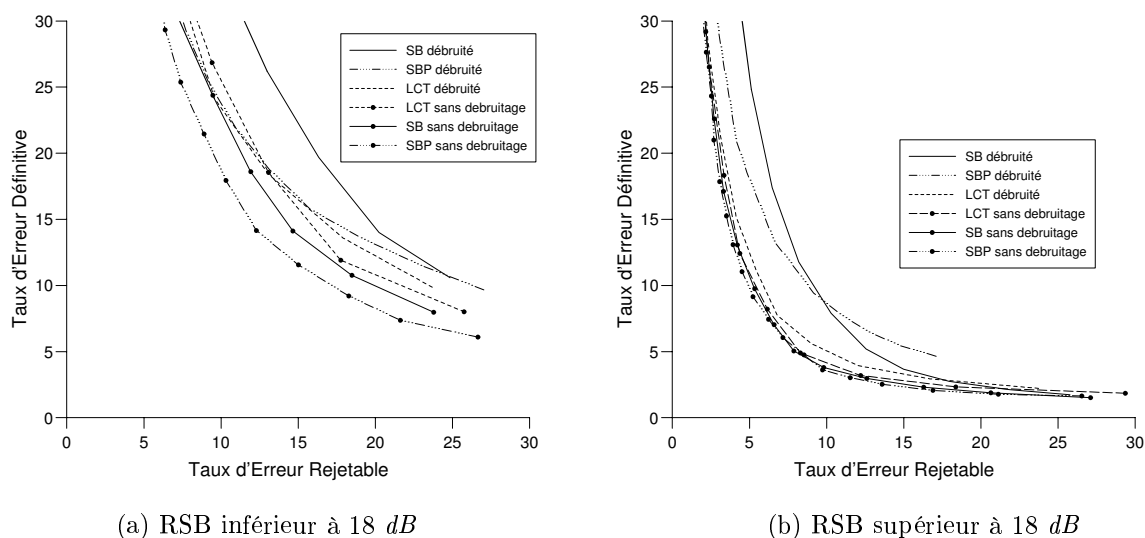 30
25
20
15
10
5
0
Taux d'Erreur Définitive
0 5 10 15 20 25 30
Taux d'Erreur Rejetable
SB débruité
SBP débruité
LCT débruité
LCT sans debruitage
SB sans debruitage
SBP sans debruitage
(a) RSB inférieur à 18 dB
30
25
20
15
10
5
0
Taux d'Erreur Définitive
0 5 10 15 20 25 30
Taux d'Erreur Rejetable
SB débruité
SBP débruité
LCT débruité
LCT sans debruitage
SB sans debruitage
SBP sans debruitage
(b) RSB supérieur à 18 dB